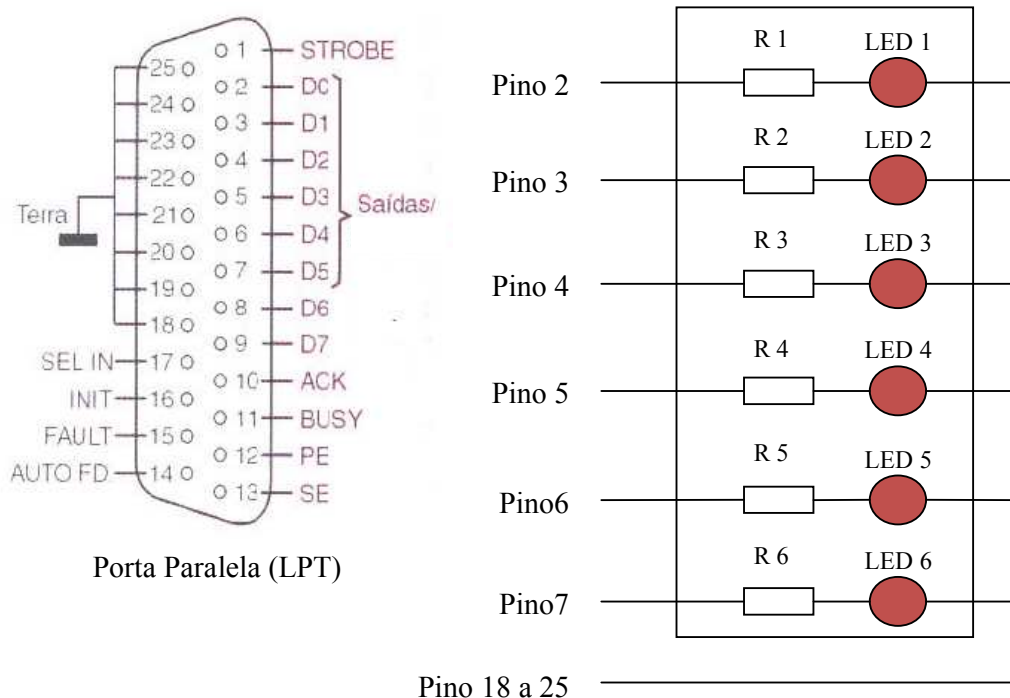 1 STROBE
25 2 D0
24 3 D1
23 4 D2
22 5 D3 Saídas/
Terra 21 6 D4
20 7 D5
19 8 D6
18 9 D7
SEL IN 17 10 ACK
INIT 16 11 BUSY
FAULT 15 12 PE
AUTO FD 14 13 SE
Porta Paralela (LPT)
R 1 LED 1
Pino 2
R 2 LED 2
Pino 3
R 3 LED 3
Pino 4
R 4 LED 4
Pino 5
R 5 LED 5
Pino6
R 6 LED 6
Pino7
Pino 18 a 25